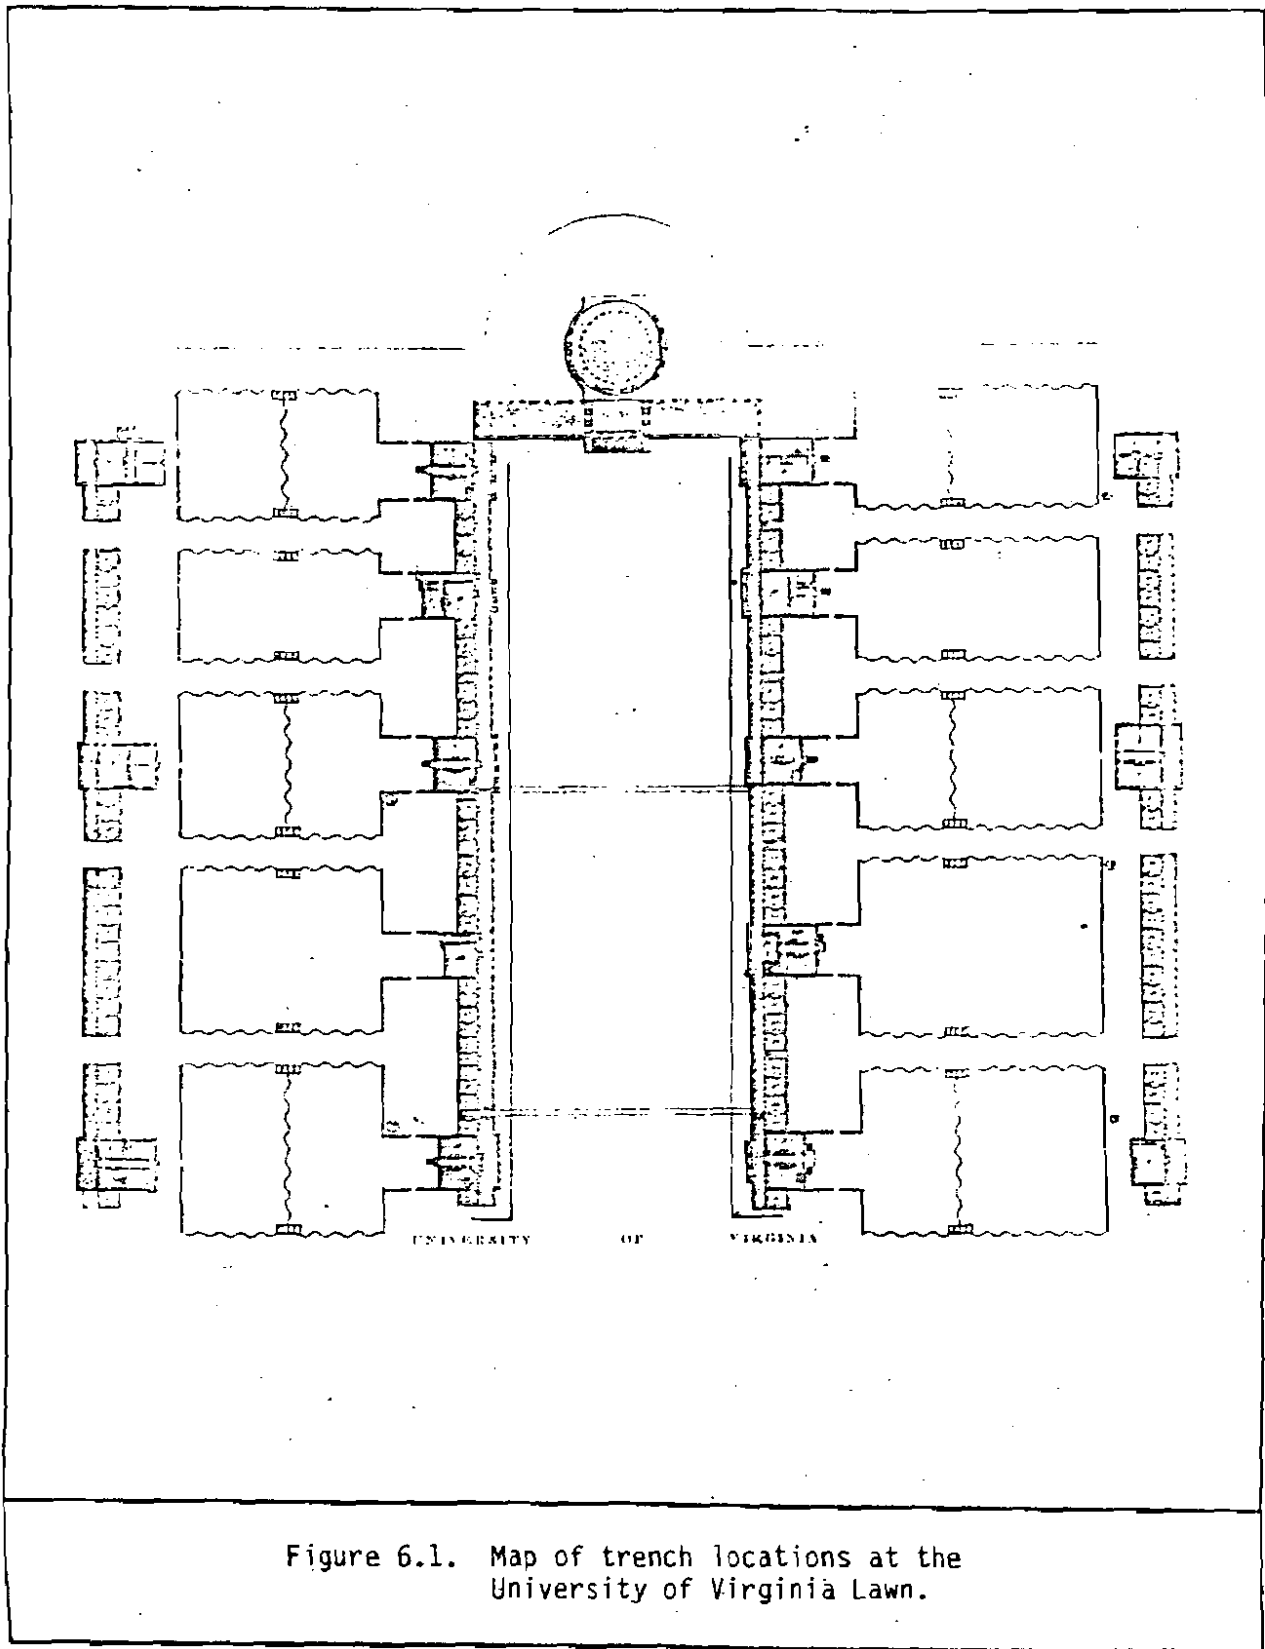 UNIVERSITY OF VIRGINIA
Figure 6.1. Map of trench locations at the
University of Virginia Lawn.